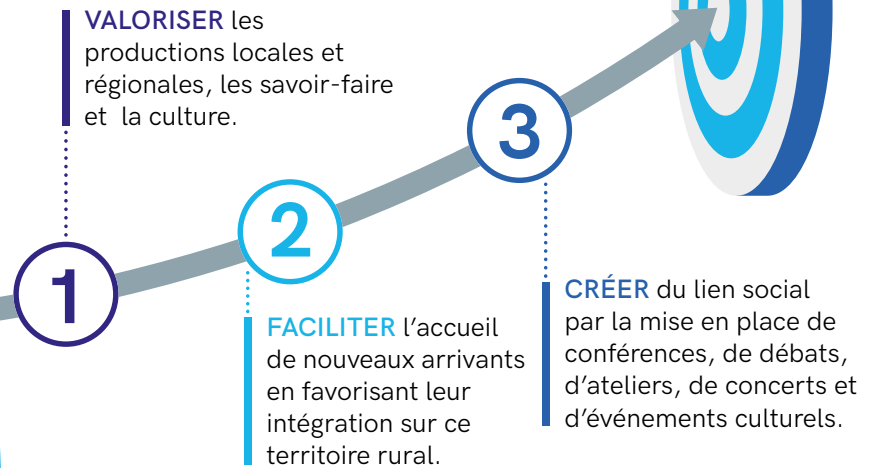 VALORISER les
productions locales et
régionales, les savoir-faire
et la culture.
1
2
FACILITER l’accueil
de nouveaux arrivants
en favorisant leur
intégration sur ce
territoire rural.
3
CRÉER du lien social
par la mise en place de
conférences, de débats,
d’ateliers, de concerts et
d’événements culturels.